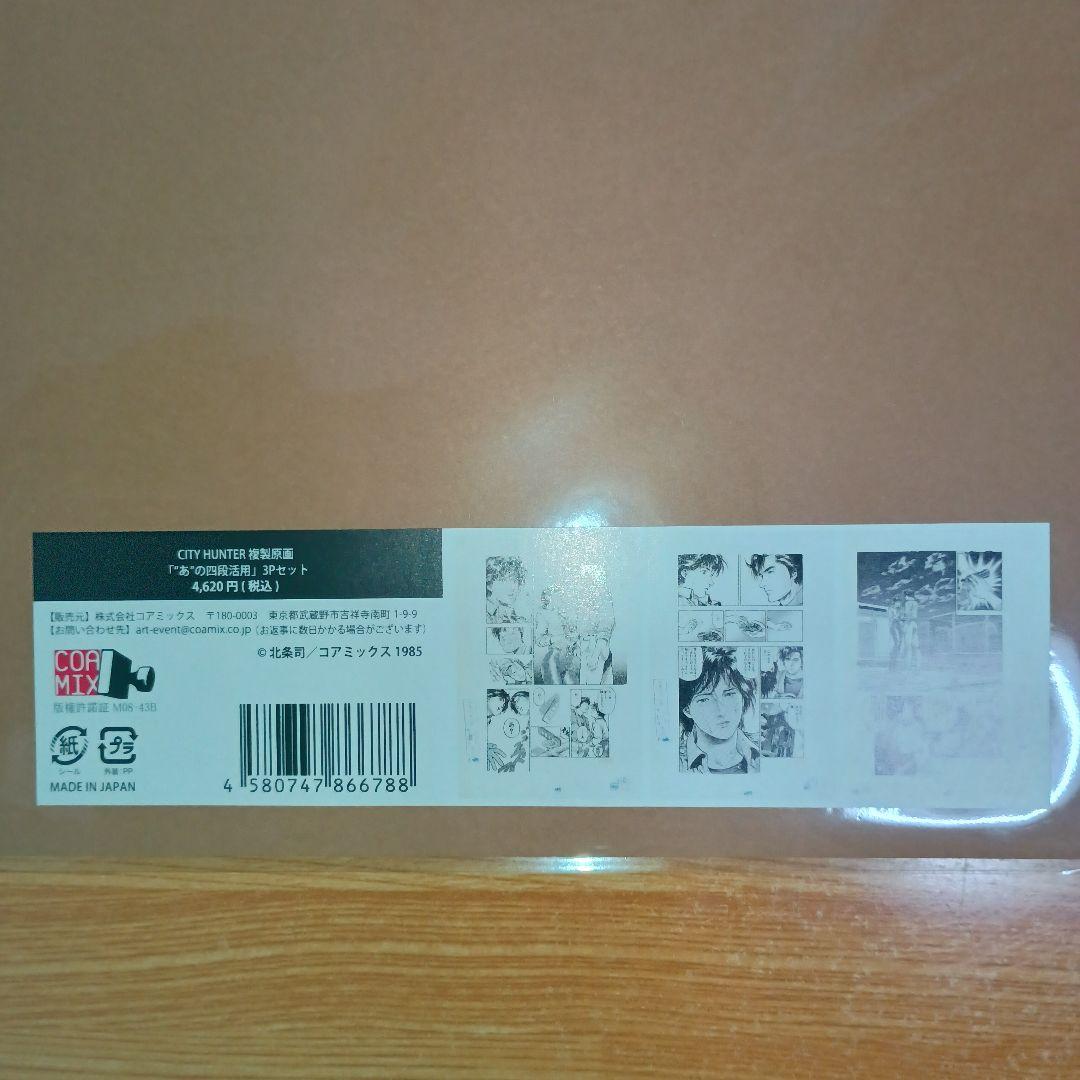 CITY HUNTER 複製原画
「“あ”の四段活用」3Pセット
4,620 円 ( 税込 )
【販売元】株式会社コアミックス 〒180-0003 東京都武蔵野市吉祥寺南町 1-9-9
【お問い合わせ先】art-event@coamix.co.jp（お返事に数日かかる場合がございます）
© 北条司／コアミックス 1985
COA
MIX
版権許諾証 M08-43B
紙
プラ
シール
外装:PP
MADE IN JAPAN
4 580747 866788